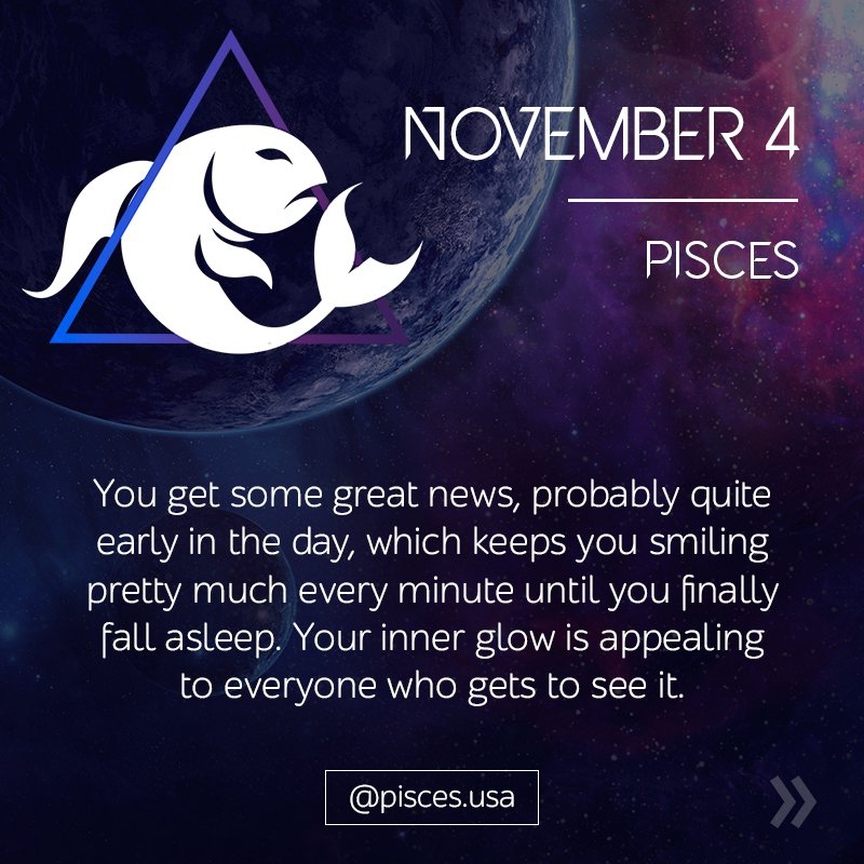 NOVEMBER 4
PISCES
You get some great news, probably quite
early in the day, which keeps you smiling
pretty much every minute until you finally
fall asleep. Your inner glow is appealing
to everyone who gets to see it.
@pisces.usa